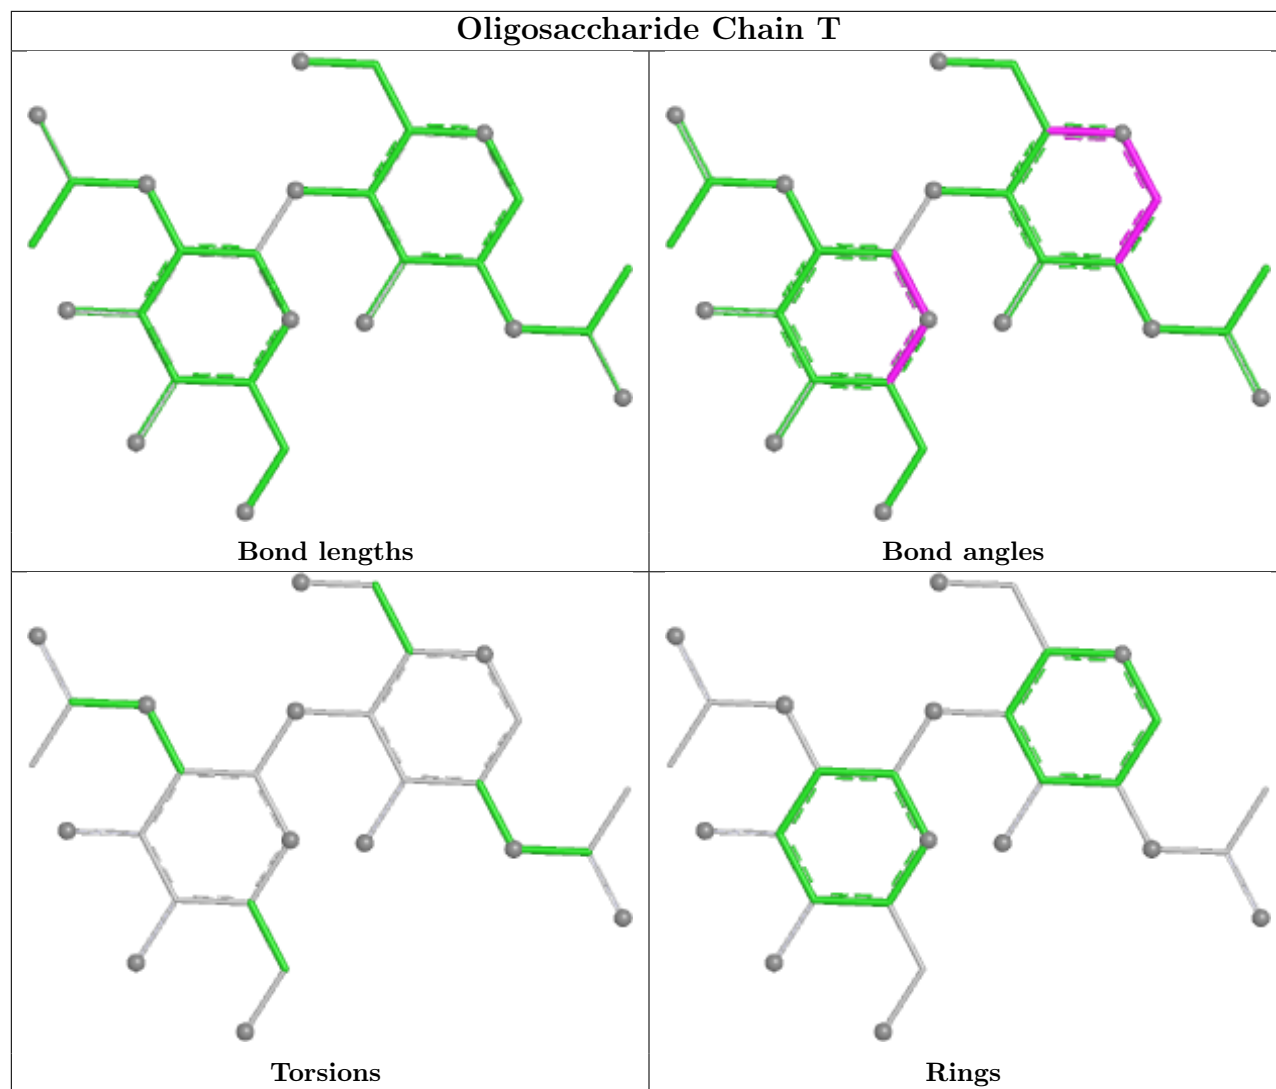 Oligosaccharide Chain T
Bond lengths
Bond angles
Torsions
Rings